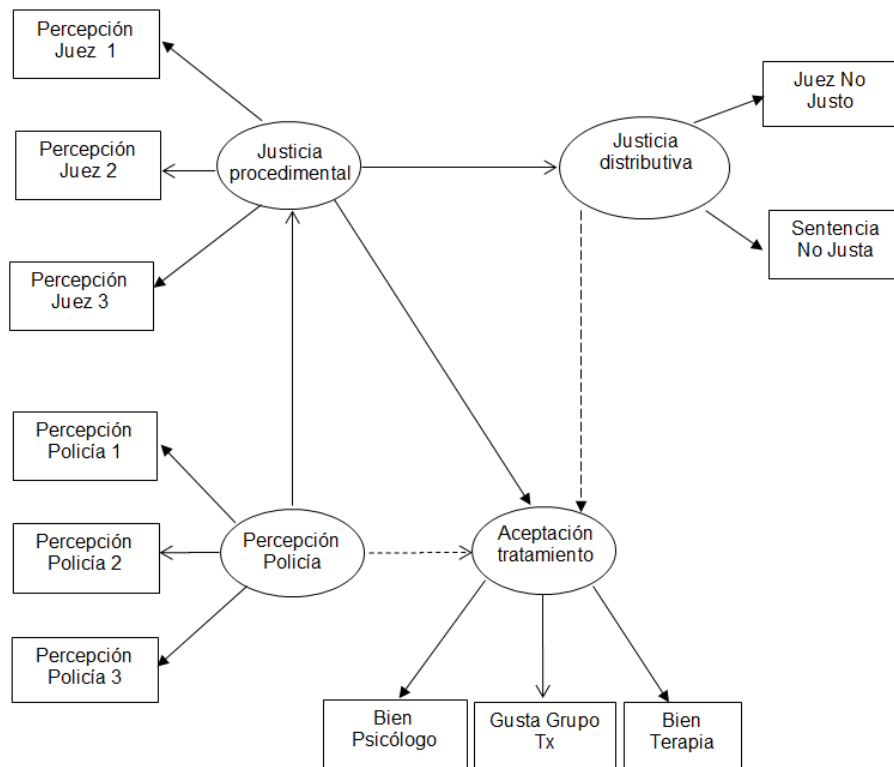 Percepción
Juez 1
Justicia
procedimental
Juez No
Justo
Justicia
distributiva
Percepción
Juez 2
Sentencia
No Justa
Percepción
Juez 3
Percepción
Policía 1
Percepción
Policía 2
Percepción
Policía
Aceptación
tratamiento
Percepción
Policía 3
Bien
Psicólogo
Gusta Grupo
Tx
Bien
Terapia